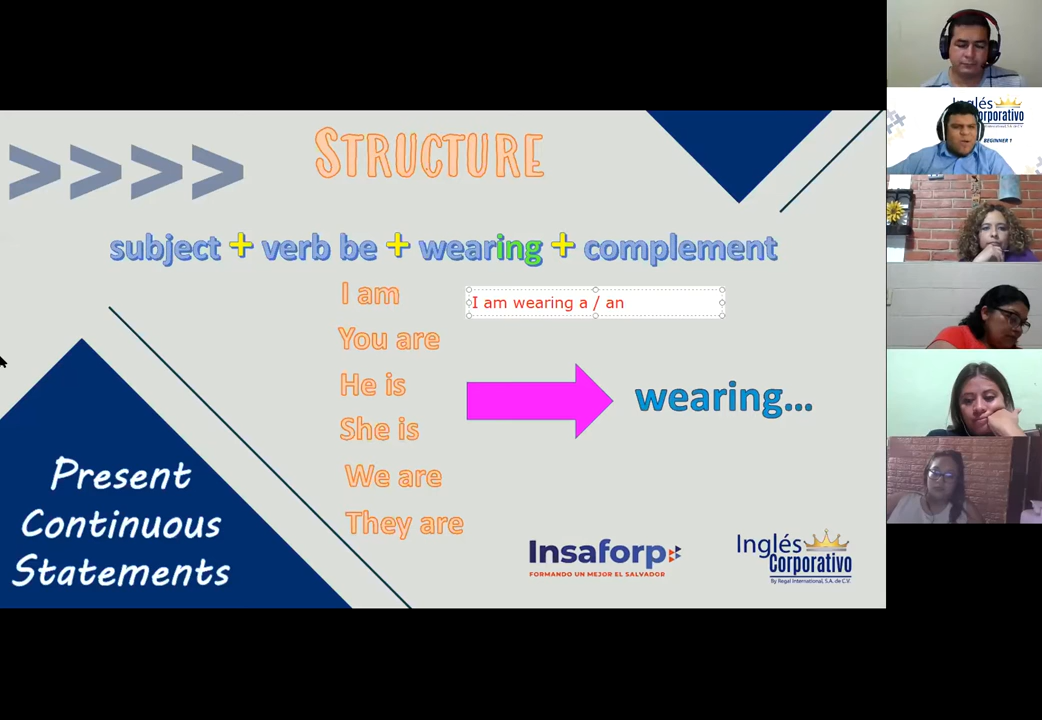 STRUCTURE
subject + verb be + wearing + complement
I am
I am wearing a / an
You are
He is
She is
We are
They are
wearing...
Present
Continuous
Statements
Insaforp
FORMANDO UN MEJOR EL SALVADOR
Inglés
Corporativo
By Regal International, S.A. de C.V.
Inglés
Corporativo
BEGINNER 1